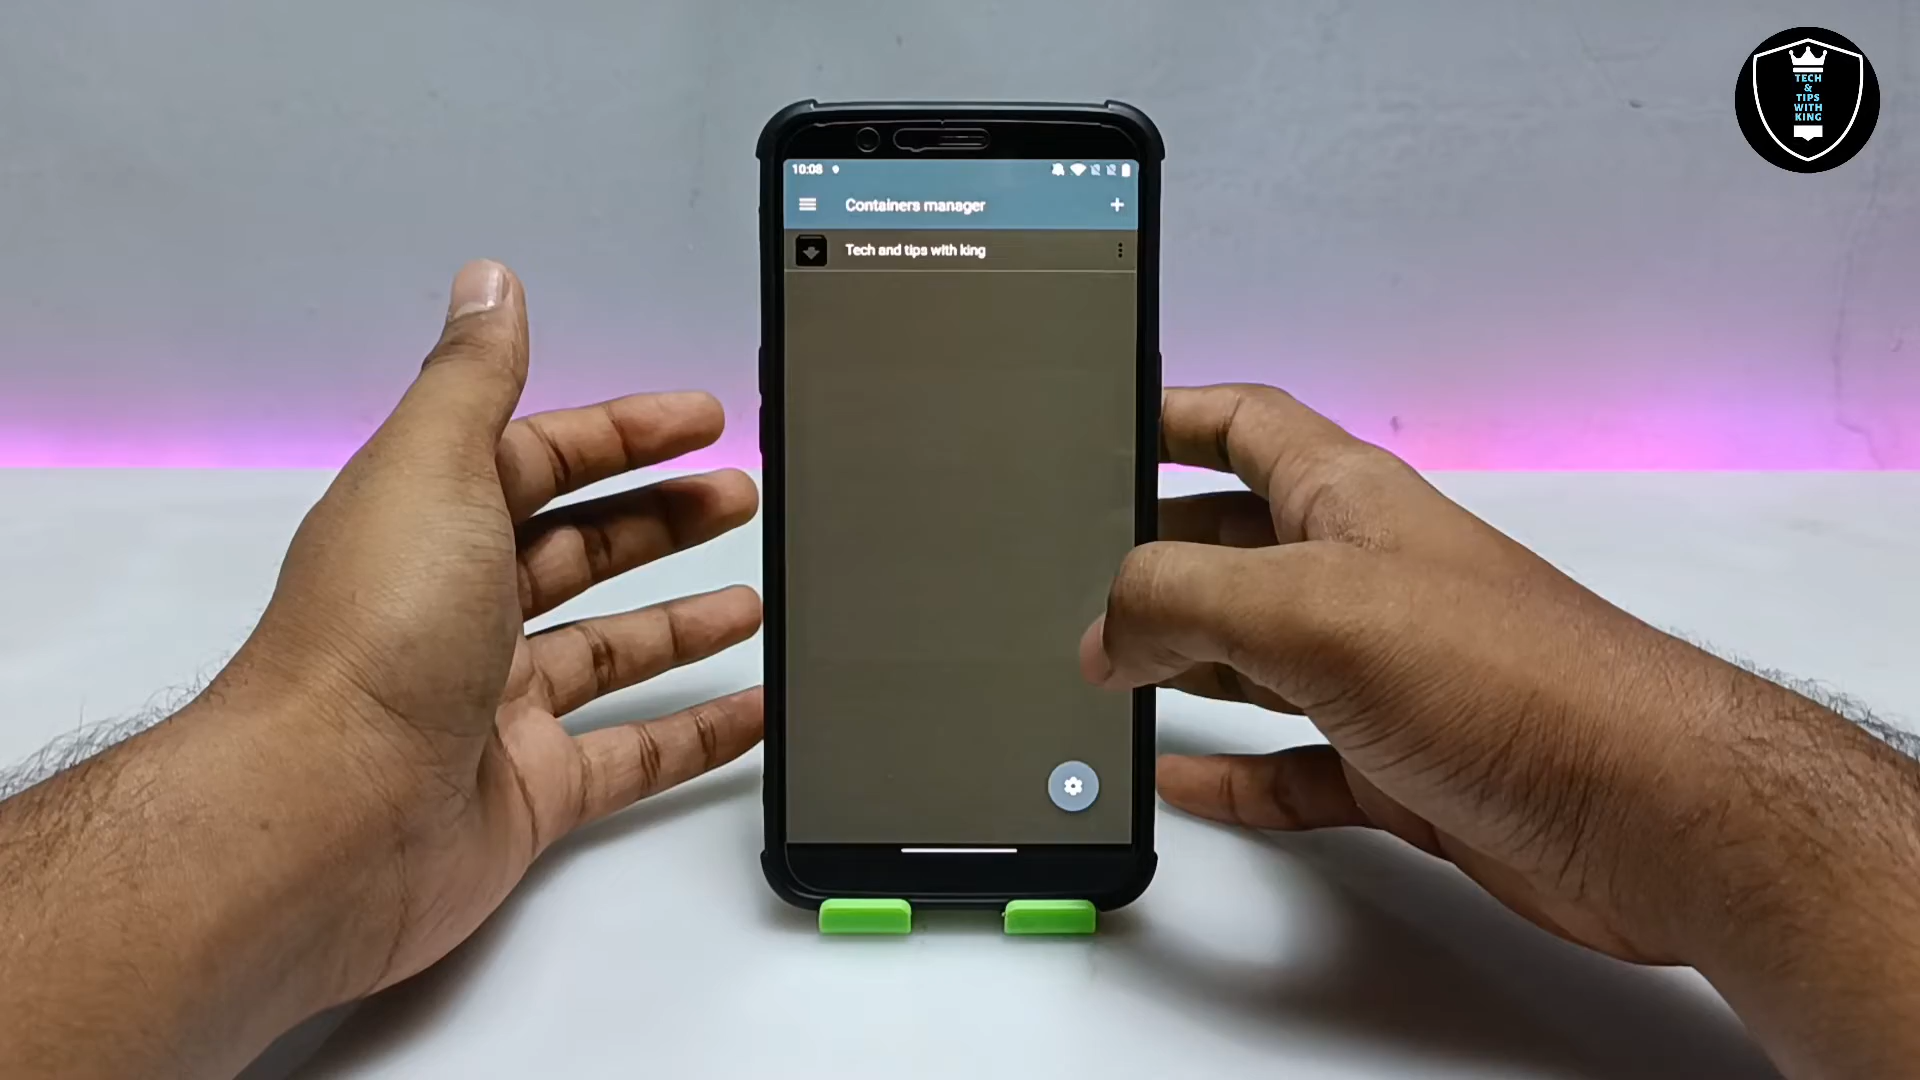 TECH
&
TIPS
WITH
KING
10:08
Containers manager
Tech and tips with king